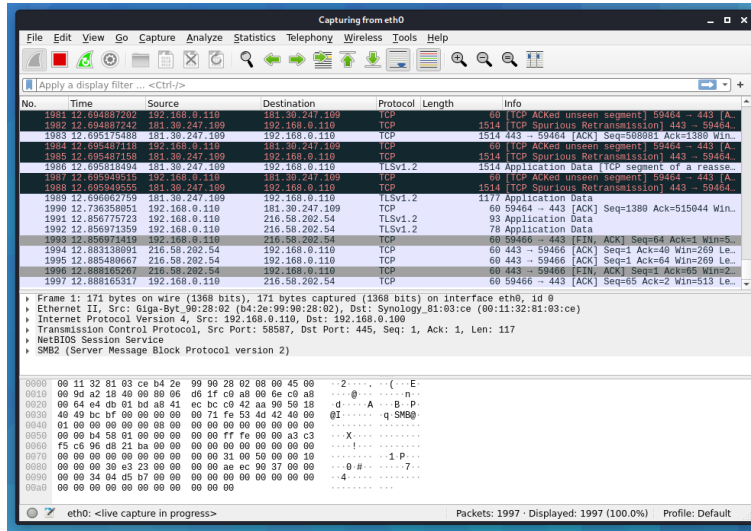 Capturing from eth0
File Edit View Go Capture Analyze Statistics Telephony Wireless Tools Help
Apply a display filter ... <Ctrl-/>
No. Time Source Destination Protocol Length Info
1981 12.694887202 192.168.0.110 181.30.247.109 TCP 60 [TCP ACKed unseen segment] 59464 → 443 [A…
1982 12.694887242 181.30.247.109 192.168.0.110 TCP 1514 [TCP Spurious Retransmission] 443 → 59464…
1983 12.695175488 181.30.247.109 192.168.0.110 TCP 1514 443 → 59464 [ACK] Seq=508081 Ack=1380 Win…
1984 12.695487118 192.168.0.110 181.30.247.109 TCP 60 [TCP ACKed unseen segment] 59464 → 443 [A…
1985 12.695487158 181.30.247.109 192.168.0.110 TCP 1514 [TCP Spurious Retransmission] 443 → 59464…
1986 12.695818494 181.30.247.109 192.168.0.110 TLSv1.2 1514 Application Data [TCP segment of a reasse…
1987 12.695949515 192.168.0.110 181.30.247.109 TCP 60 [TCP ACKed unseen segment] 59464 → 443 [A…
1988 12.695949555 181.30.247.109 192.168.0.110 TCP 1514 [TCP Spurious Retransmission] 443 → 59464…
1989 12.696062759 181.30.247.109 192.168.0.110 TLSv1.2 1177 Application Data
1990 12.736358051 192.168.0.110 181.30.247.109 TCP 60 59464 → 443 [ACK] Seq=1380 Ack=515044 Win…
1991 12.856775723 192.168.0.110 216.58.202.54 TLSv1.2 93 Application Data
1992 12.856971359 192.168.0.110 216.58.202.54 TLSv1.2 78 Application Data
1993 12.856971419 192.168.0.110 216.58.202.54 TCP 60 59466 → 443 [FIN, ACK] Seq=64 Ack=1 Win=5…
1994 12.883138091 216.58.202.54 192.168.0.110 TCP 60 443 → 59466 [ACK] Seq=1 Ack=40 Win=269 Le…
1995 12.885480667 216.58.202.54 192.168.0.110 TCP 60 443 → 59466 [ACK] Seq=1 Ack=64 Win=269 Le…
1996 12.888165267 216.58.202.54 192.168.0.110 TCP 60 443 → 59466 [FIN, ACK] Seq=1 Ack=65 Win=2…
1997 12.888165317 192.168.0.110 216.58.202.54 TCP 60 59466 → 443 [ACK] Seq=65 Ack=2 Win=513 Le…
Frame 1: 171 bytes on wire (1368 bits), 171 bytes captured (1368 bits) on interface eth0, id 0
Ethernet II, Src: Giga-Byt_90:28:02 (b4:2e:99:90:28:02), Dst: Synology_81:03:ce (00:11:32:81:03:ce)
Internet Protocol Version 4, Src: 192.168.0.110, Dst: 192.168.0.100
Transmission Control Protocol, Src Port: 58587, Dst Port: 445, Seq: 1, Ack: 1, Len: 117
NetBIOS Session Service
SMB2 (Server Message Block Protocol version 2)
0000 00 11 32 81 03 ce b4 2e 99 90 28 02 08 00 45 00 ··2····. ··(···E·
0010 00 9d a2 18 40 00 80 06 d6 1f c0 a8 00 6e c0 a8 ····@··· ·····n··
0020 00 64 e4 db 01 bd a8 41 ec bc c0 42 aa 90 50 18 ·d·····A ···B··P·
0030 40 49 bc bf 00 00 00 00 00 71 fe 53 4d 42 40 00 @I······ ·q·SMB@·
0040 01 00 00 00 00 00 08 00 00 00 00 00 00 00 00 00 ········ ········
0050 00 00 b4 58 01 00 00 00 00 00 ff fe 00 00 a3 c3 ···X···· ········
0060 f5 c6 96 d8 21 ba 00 00 00 00 00 00 00 00 00 00 ····!··· ········
0070 00 00 00 00 00 00 00 00 00 00 31 00 50 00 00 10 ········ ··1·P···
0080 00 00 00 30 e3 23 00 00 00 00 ae ec 90 37 00 00 ···0·#·· ·····7··
0090 00 00 34 04 d5 b7 00 00 00 00 00 00 00 00 00 00 ··4····· ········
00a0 00 00 00 00 00 00 00 00 00 00 00 ········ ···
eth0: <live capture in progress> Packets: 1997 · Displayed: 1997 (100.0%) Profile: Default